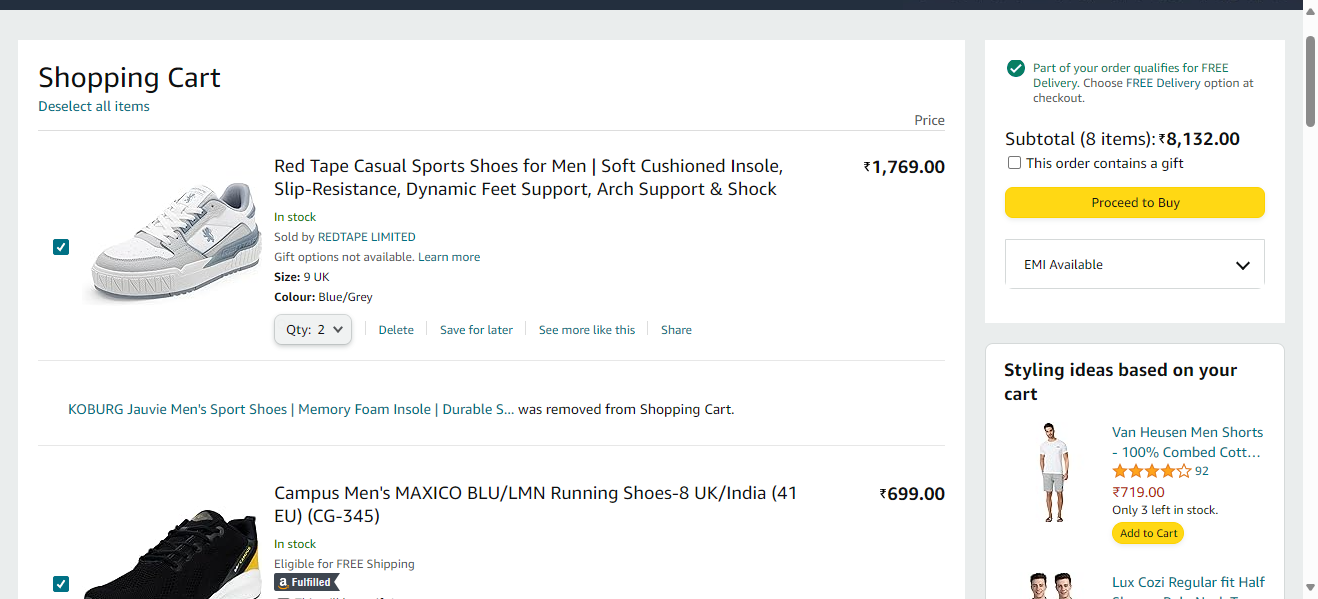 Shopping Cart
Deselect all items
Price
Red Tape Casual Sports Shoes for Men | Soft Cushioned Insole,
Slip-Resistance, Dynamic Feet Support, Arch Support & Shock
₹1,769.00
In stock
Sold by REDTAPE LIMITED
Gift options not available. Learn more
Size: 9 UK
Colour: Blue/Grey
Qty: 2
Delete
Save for later
See more like this
Share
KOBURG Jauvie Men's Sport Shoes | Memory Foam Insole | Durable S... was removed from Shopping Cart.
Campus Men's MAXICO BLU/LMN Running Shoes-8 UK/India (41
EU) (CG-345)
₹699.00
In stock
Eligible for FREE Shipping
a Fulfilled
Part of your order qualifies for FREE
Delivery. Choose FREE Delivery option at
checkout.
Subtotal (8 items): ₹8,132.00
This order contains a gift
Proceed to Buy
EMI Available
Styling ideas based on your
cart
Van Heusen Men Shorts
- 100% Combed Cott...
92
₹719.00
Only 3 left in stock.
Add to Cart
Lux Cozi Regular fit Half